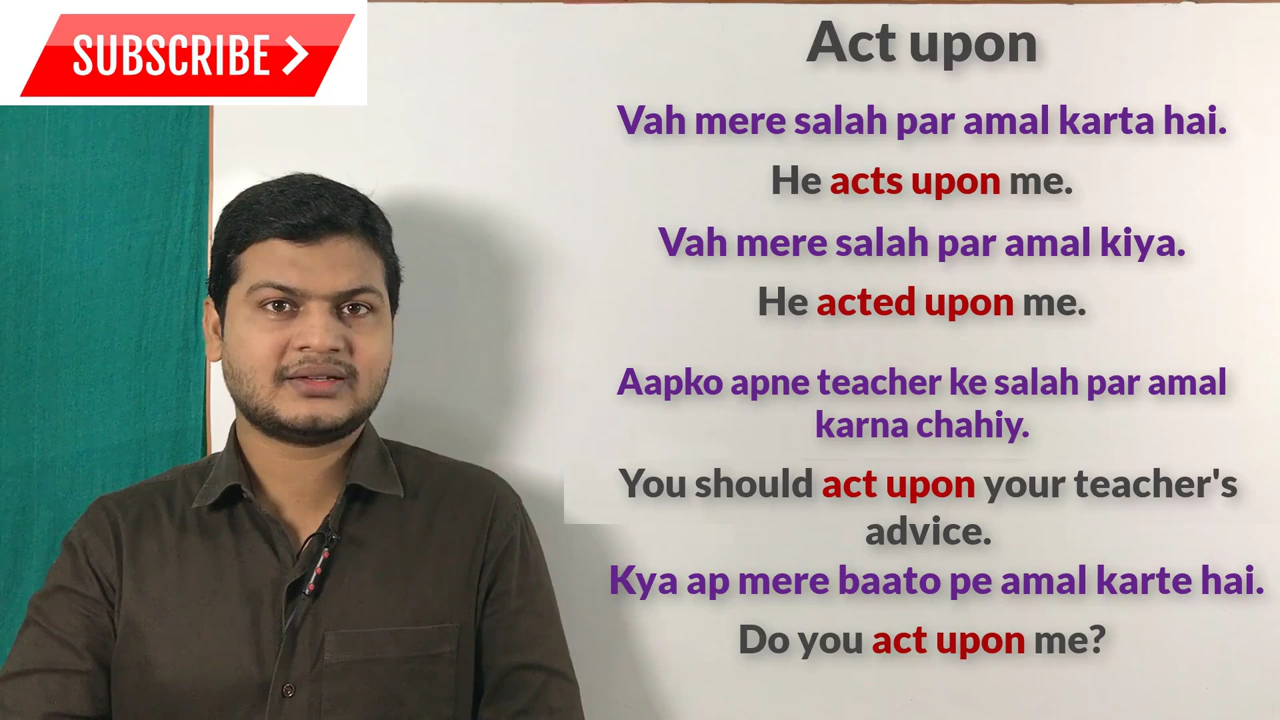 SUBSCRIBE
Act upon
Vah mere salah par amal karta hai.
He acts upon me.
Vah mere salah par amal kiya.
He acted upon me.
Aapko apne teacher ke salah par amal
karna chahiy.
You should act upon your teacher's
advice.
Kya ap mere baato pe amal karte hai.
Do you act upon me?